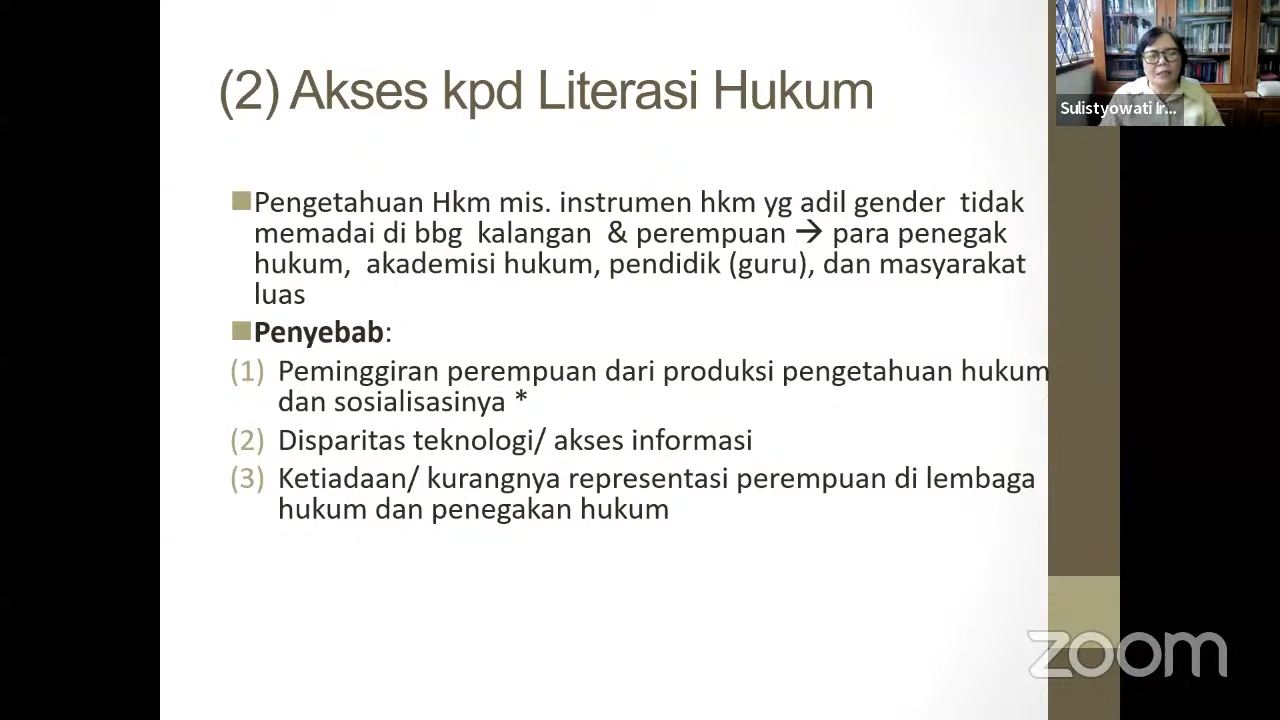 (2) Akses kpd Literasi Hukum
Sulistyowati Ir...
Pengetahuan Hkm mis. instrumen hkm yg adil gender tidak
memadai di bbg kalangan & perempuan → para penegak
hukum, akademisi hukum, pendidik (guru), dan masyarakat
luas
Penyebab:
(1) Peminggiran perempuan dari produksi pengetahuan hukum
dan sosialisasinya *
(2) Disparitas teknologi/ akses informasi
(3) Ketiadaan/ kurangnya representasi perempuan di lembaga
hukum dan penegakan hukum
zoom